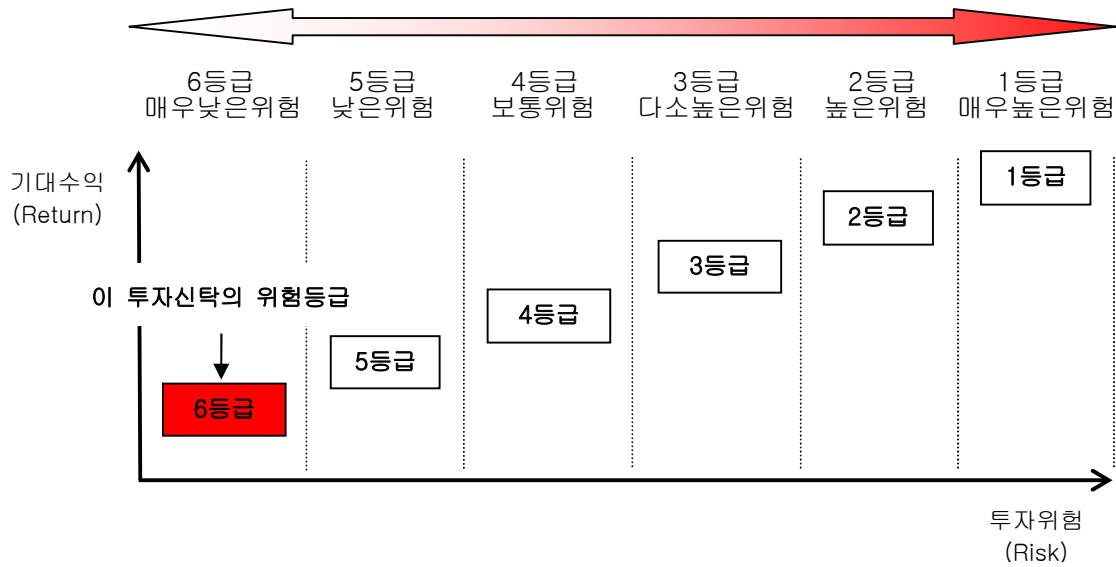 6등급 5등급 4등급 3등급 2등급 1등급
매우낮은위험 낮은위험 보통위험 다소높은위험 높은위험 매우높은위험
기대수익
(Return)
1등급
2등급
3등급
이 투자신탁의 위험등급
4등급
5등급
6등급
투자위험
(Risk)